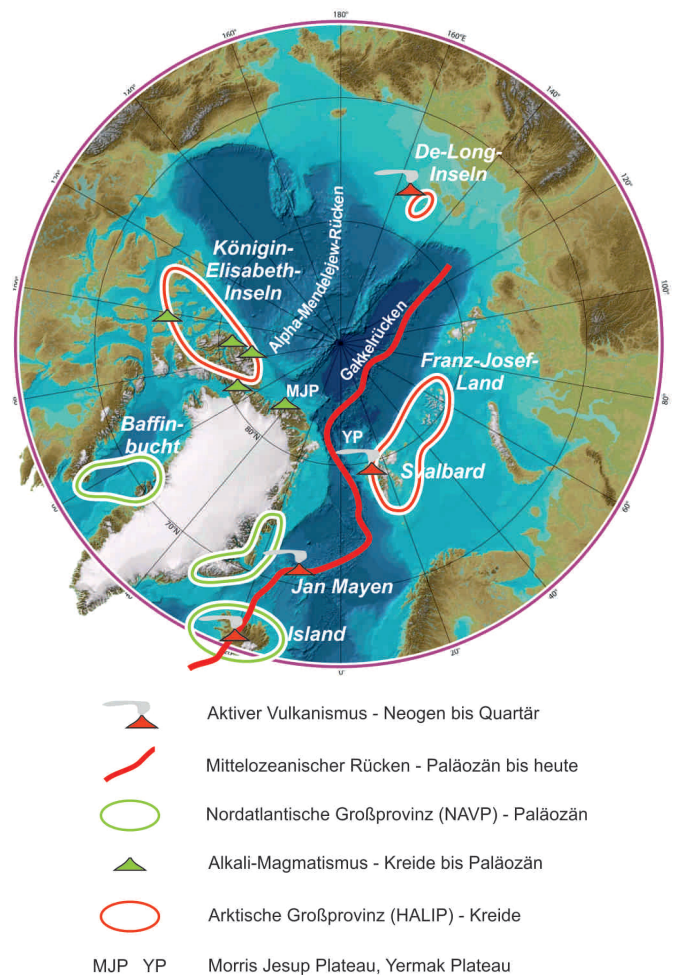 180°
160°E
140°
120°
100°
80°
60°
40°
20°
0°
140°
De-Long-
Inseln
Königin-
Elisabeth-
Inseln
Alpha-Mendelejew-Rücken
Gakkelrücken
Franz-Josef-
Land
MJP
Baffin-
bucht
80°N
YP
Svalbard
70°N
Jan Mayen
Island
Aktiver Vulkanismus - Neogen bis Quartär
Mittelozeanischer Rücken - Paläozän bis heute
Nordatlantische Großprovinz (NAVP) - Paläozän
Alkali-Magmatismus - Kreide bis Paläozän
Arktische Großprovinz (HALIP) - Kreide
MJP YP Morris Jesup Plateau, Yermak Plateau